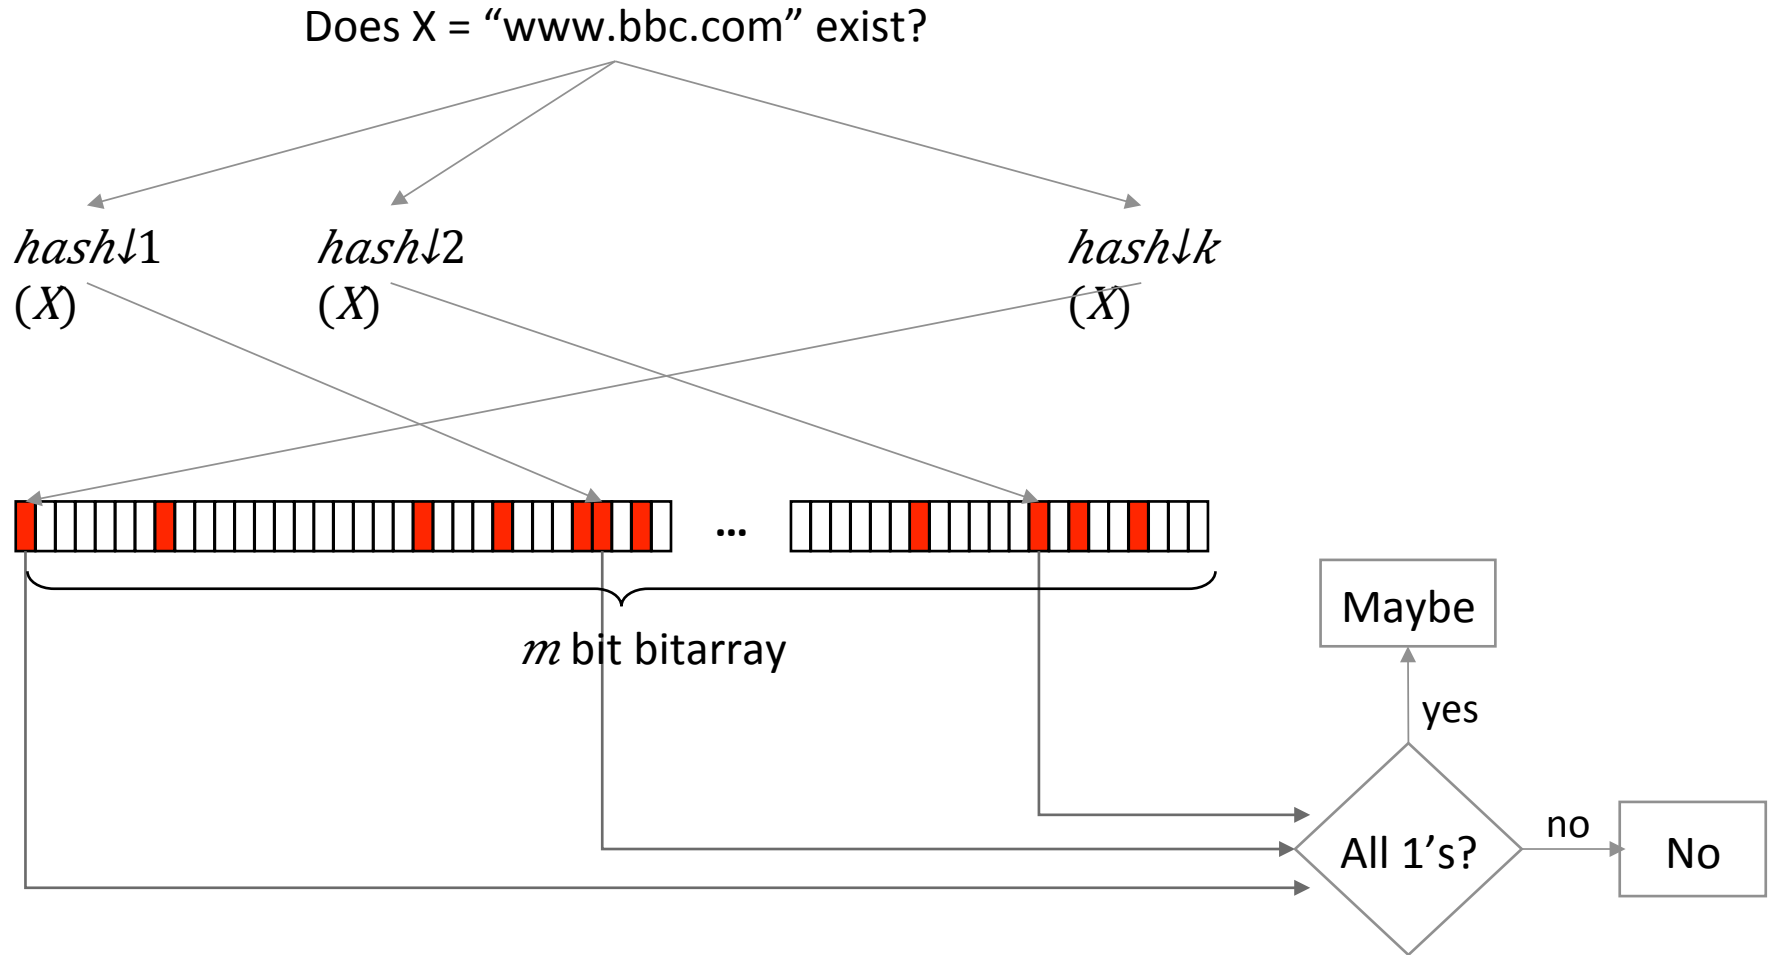 Does X = “www.bbc.com” exist?
hash↓1
(X)
hash↓2
(X)
hash↓k
(X)
...
m bit bitarray
Maybe
yes
All 1’s?
no
No